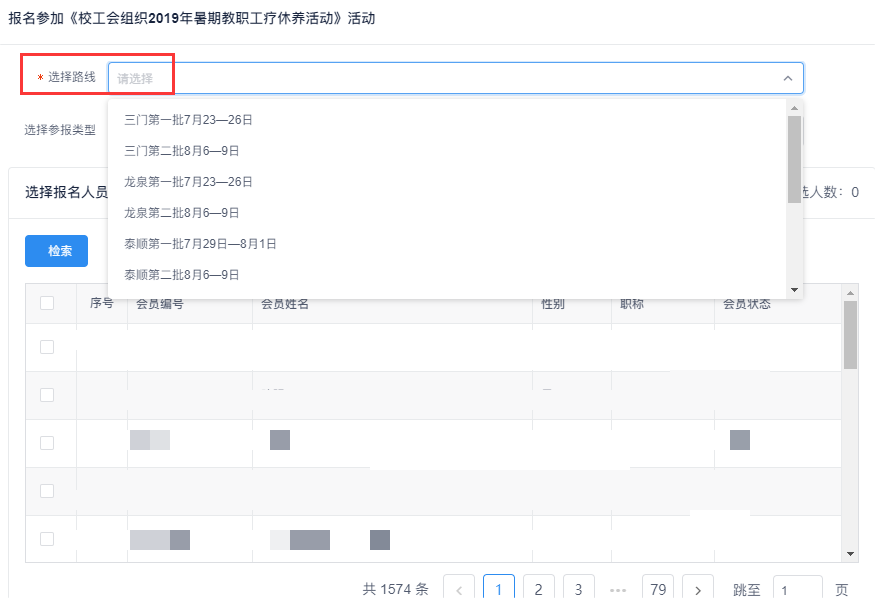 报名参加《校工会组织2019年暑期教职工疗休养活动》活动
* 选择路线 请选择
三门第一批7月23—26日
选择参报类型
三门第二批8月6—9日
龙泉第一批7月23—26日
选择报名人员
选人数：0
龙泉第二批8月6—9日
泰顺第一批7月29日—8月1日
检索
泰顺第二批8月6—9日
序号 会员编号 会员姓名 性别 职称 会员状态
共 1574 条 < 1 2 3 ••• 79 > 跳至 1 页